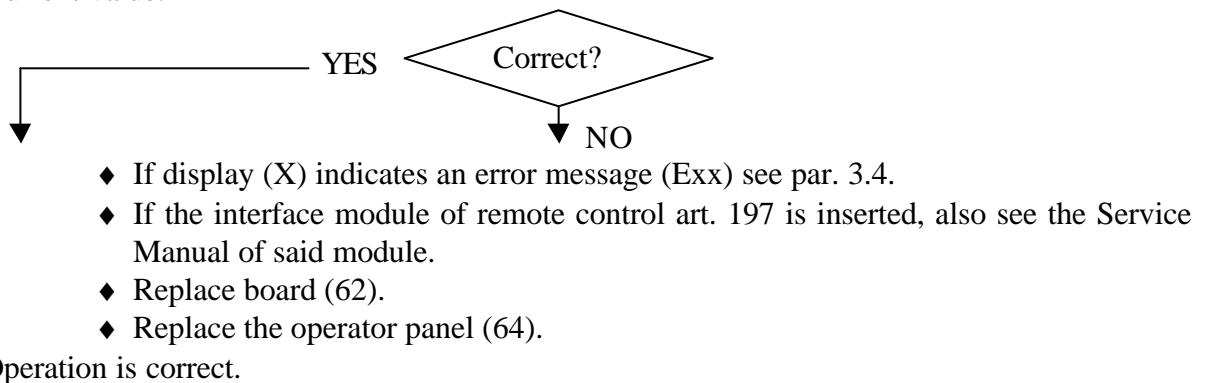 YES Correct?
NO
♦ If display (X) indicates an error message (Exx) see par. 3.4.
♦ If the interface module of remote control art. 197 is inserted, also see the Service
Manual of said module.
♦ Replace board (62).
♦ Replace the operator panel (64).
Operation is correct.